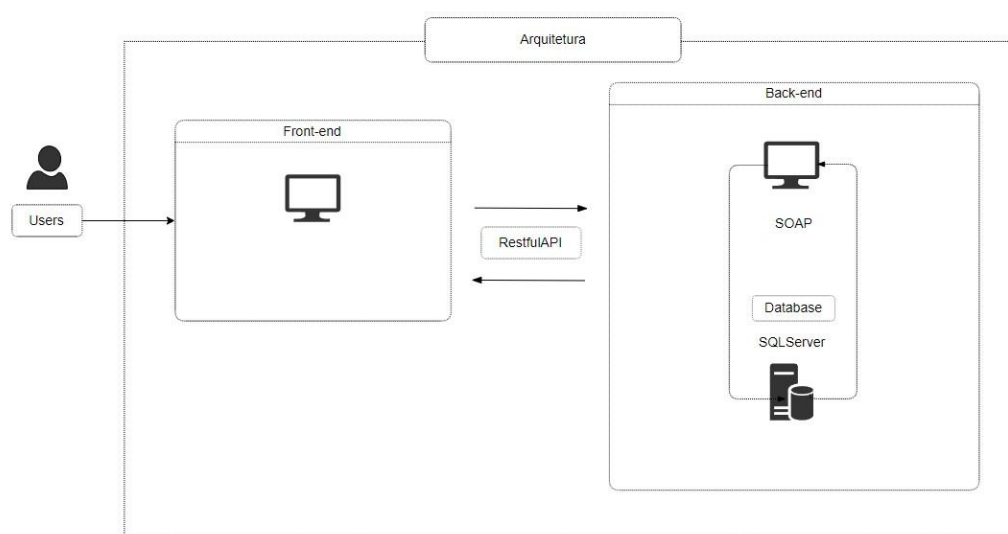 Arquitetura
Back-end
Front-end
Users
RestfulAPI
SOAP
Database
SQLServer